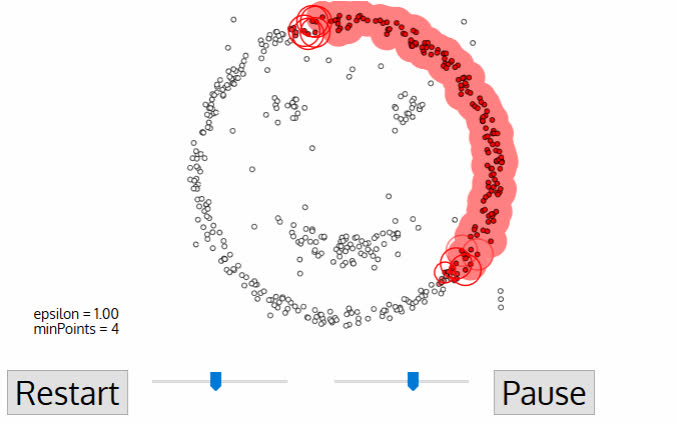 epsilon = 1.00
minPoints = 4
Restart
Pause